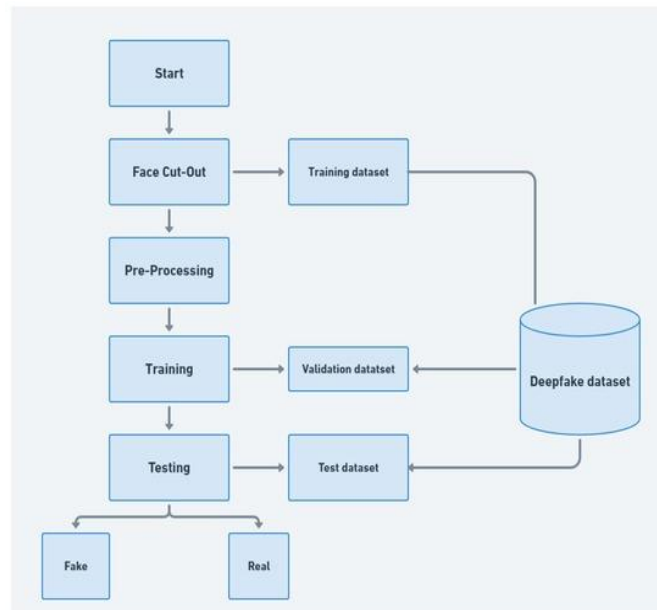 Start
Face Cut-Out
Training dataset
Pre-Processing
Training
Validation datatset
Deepfake dataset
Testing
Test dataset
Fake
Real